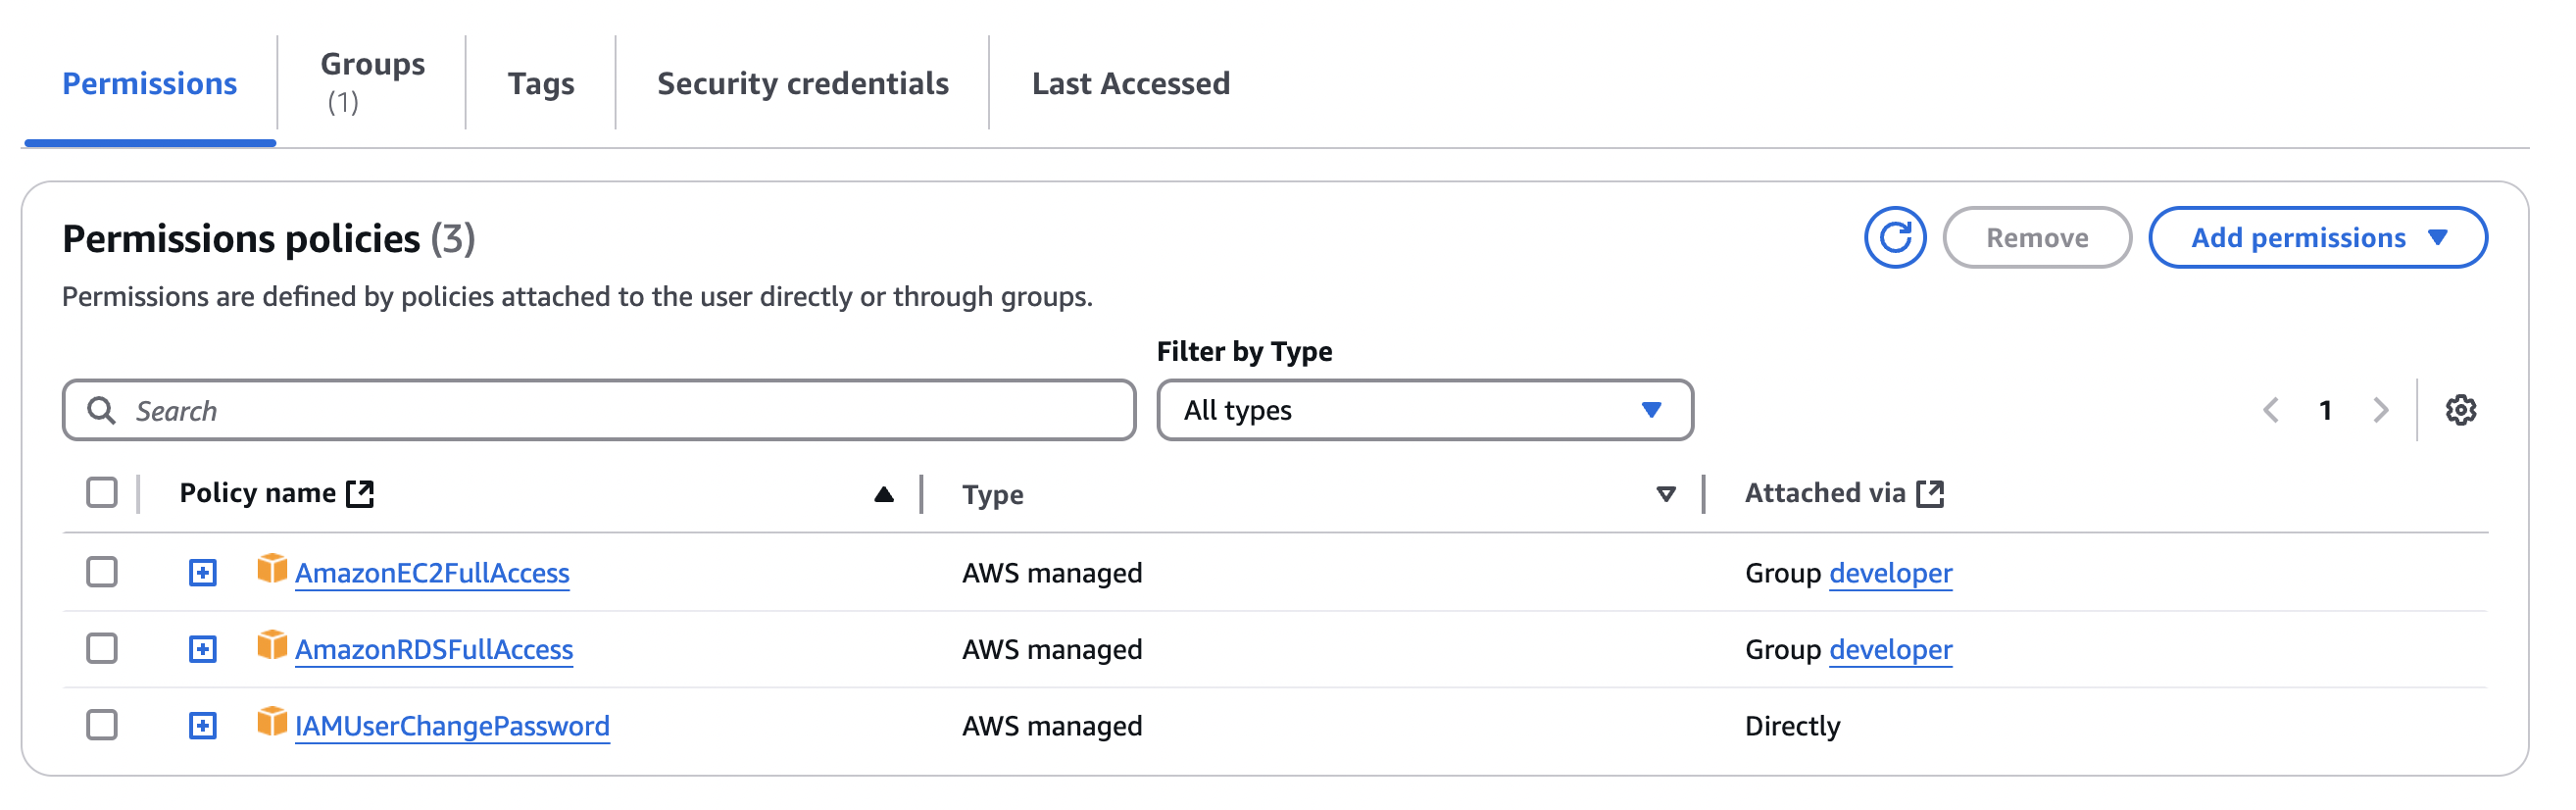 Permissions
Groups
(1)
Tags
Security credentials
Last Accessed
Permissions policies (3)
Remove
Add permissions
Permissions are defined by policies attached to the user directly or through groups.
Filter by Type
Search
All types
1
Policy name
Type
Attached via
AmazonEC2FullAccess
AWS managed
Group developer
AmazonRDSFullAccess
AWS managed
Group developer
IAMUserChangePassword
AWS managed
Directly